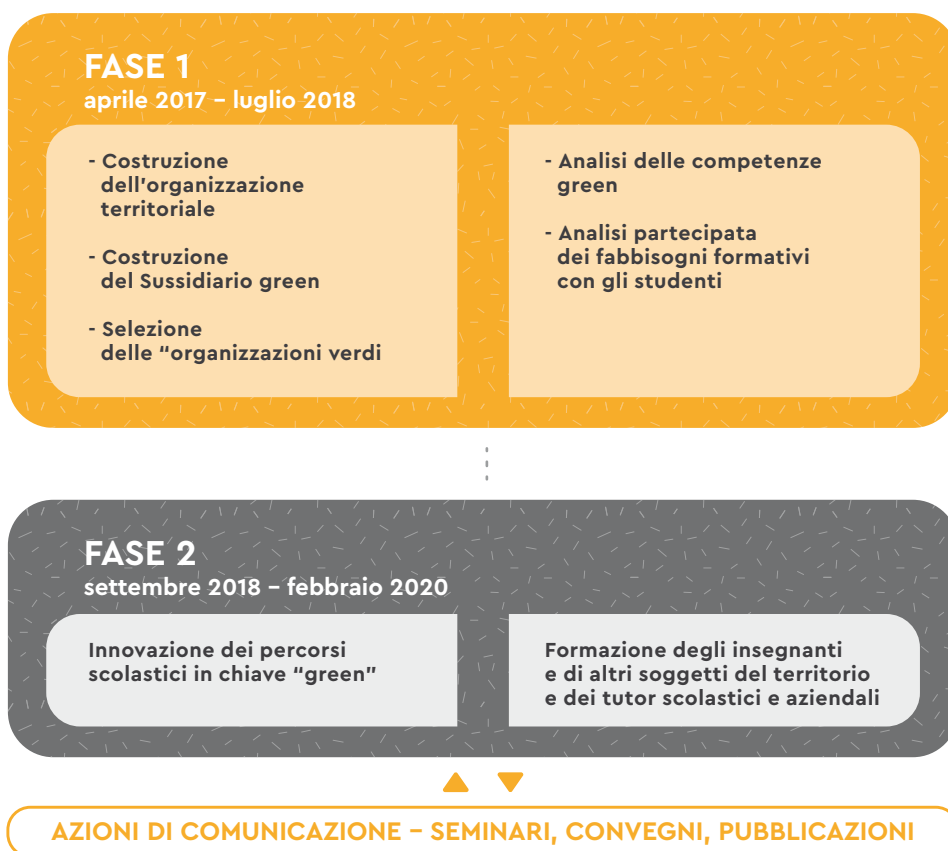 FASE 1
aprile 2017 – luglio 2018
- Costruzione
dell'organizzazione
territoriale
- Costruzione
del Sussidiario green
- Selezione
delle “organizzazioni verdi
- Analisi delle competenze
green
- Analisi partecipata
dei fabbisogni formativi
con gli studenti
FASE 2
settembre 2018 – febbraio 2020
Innovazione dei percorsi
scolastici in chiave “green”
Formazione degli insegnanti
e di altri soggetti del territorio
e dei tutor scolastici e aziendali
AZIONI DI COMUNICAZIONE – SEMINARI, CONVEGNI, PUBBLICAZIONI